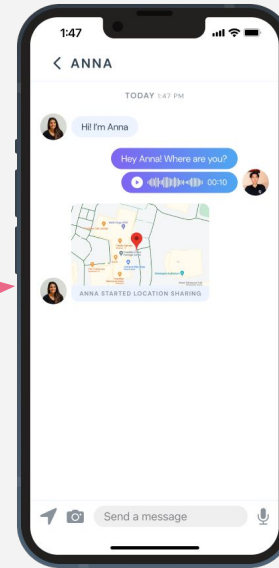 1:47
ANNA
TODAY 1:47 PM
Hi! I'm Anna
Hey Anna! Where are you?
00:10
ANNA STARTED LOCATION SHARING
Send a message